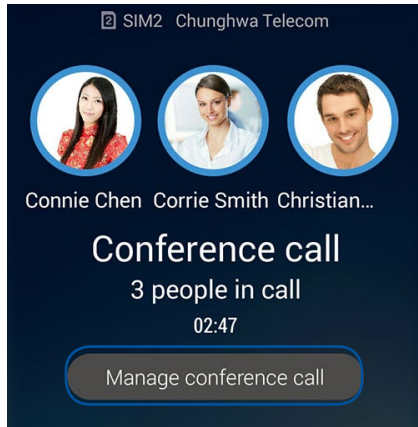 2 SIM2 Chunghwa Telecom
Connie Chen Corrie Smith Christian...
Conference call
3 people in call
02:47
Manage conference call